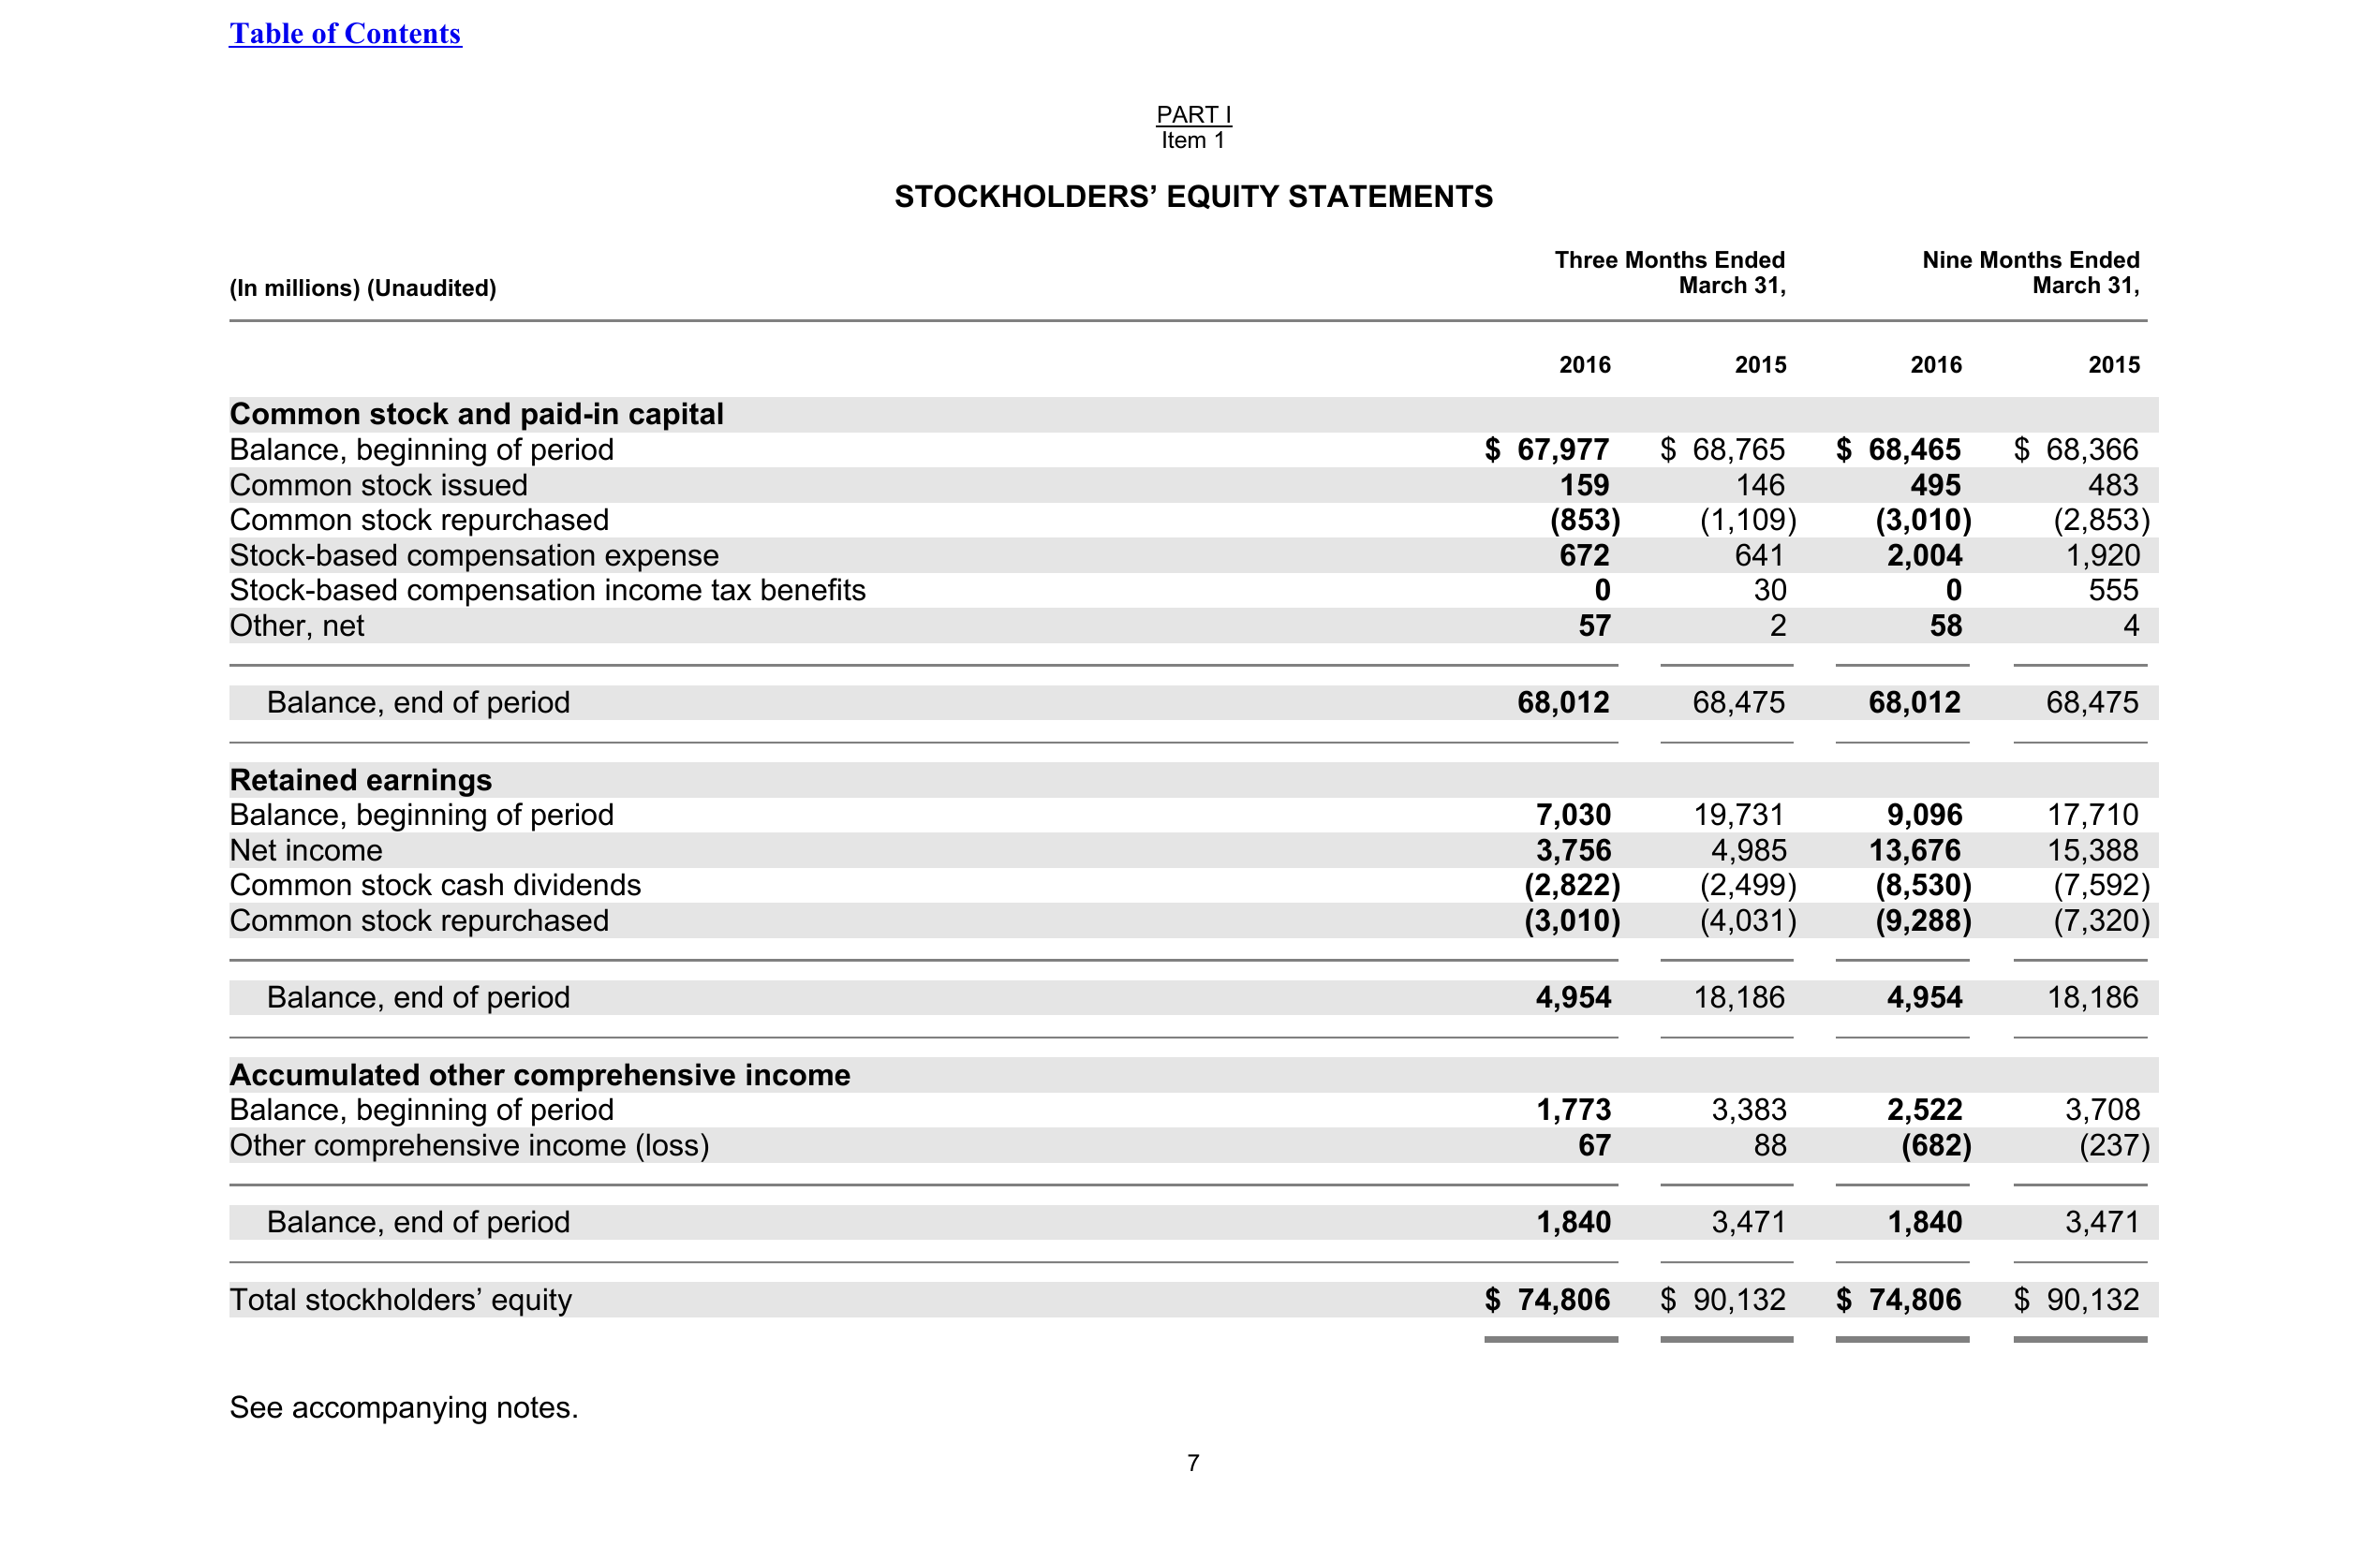 Table of Contents
PART I
Item 1
STOCKHOLDERS’ EQUITY STATEMENTS
Three Months Ended Nine Months Ended
(In millions) (Unaudited) March 31, March 31,
2016 2015 2016 2015
Common stock and paid-in capital
Balance, beginning of period $ 67,977 $ 68,765 $ 68,465 $ 68,366
Common stock issued 159 146 495 483
Common stock repurchased (853) (1,109) (3,010) (2,853)
Stock-based compensation expense 672 641 2,004 1,920
Stock-based compensation income tax benefits 0 30 0 555
Other, net 57 2 58 4
Balance, end of period 68,012 68,475 68,012 68,475
Retained earnings
Balance, beginning of period 7,030 19,731 9,096 17,710
Net income 3,756 4,985 13,676 15,388
Common stock cash dividends (2,822) (2,499) (8,530) (7,592)
Common stock repurchased (3,010) (4,031) (9,288) (7,320)
Balance, end of period 4,954 18,186 4,954 18,186
Accumulated other comprehensive income
Balance, beginning of period 1,773 3,383 2,522 3,708
Other comprehensive income (loss) 67 88 (682) (237)
Balance, end of period 1,840 3,471 1,840 3,471
Total stockholders’ equity $ 74,806 $ 90,132 $ 74,806 $ 90,132
See accompanying notes.
7